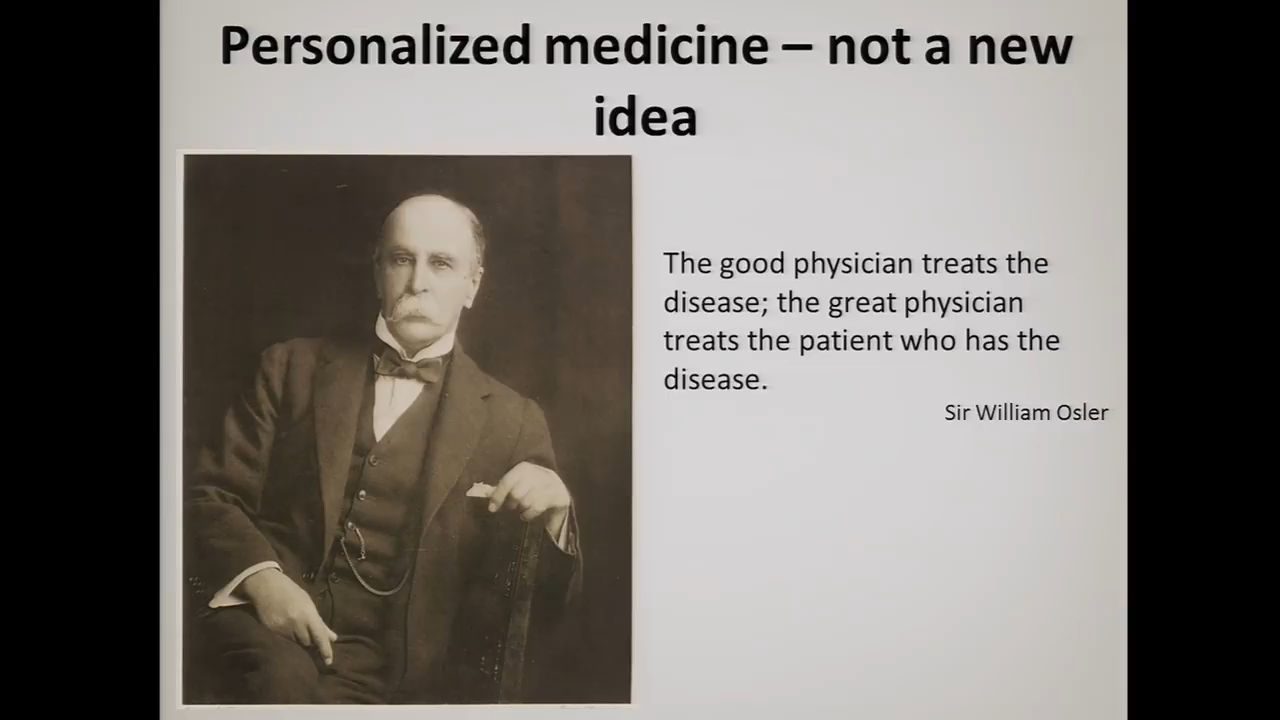 Personalized medicine – not a new
idea
The good physician treats the
disease; the great physician
treats the patient who has the
disease.
Sir William Osler